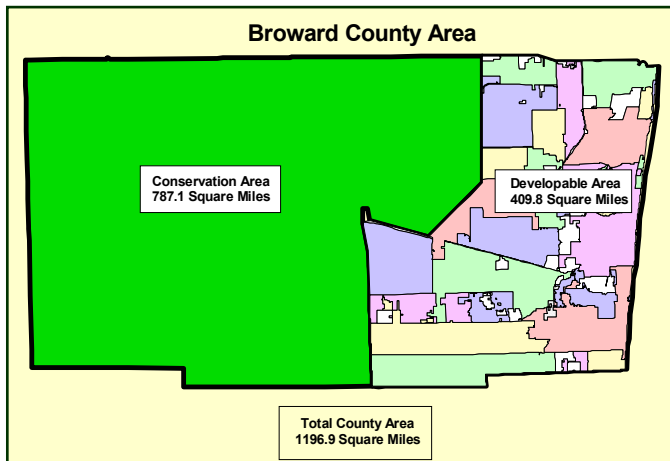 Broward County Area
Conservation Area
787.1 Square Miles
Developable Area
409.8 Square Miles
Total County Area
1196.9 Square Miles